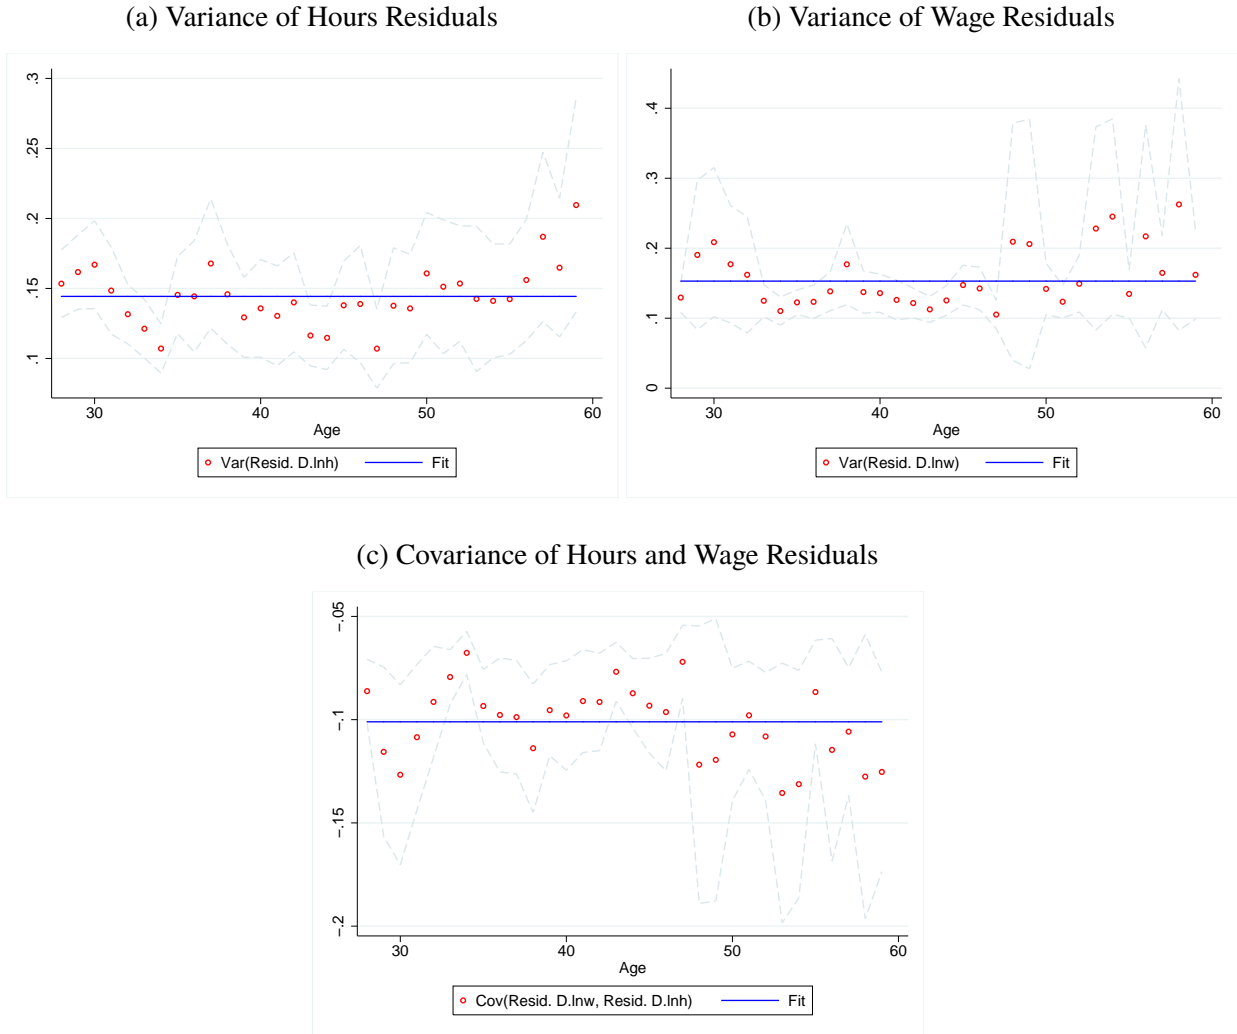 (a) Variance of Hours Residuals
.3
.25
.2
.15
.1
30 40 50 60
Age
Var(Resid. D.lnh) Fit
(b) Variance of Wage Residuals
.4
.3
.2
.1
0
30 40 50 60
Age
Var(Resid. D.lnw) Fit
(c) Covariance of Hours and Wage Residuals
-.05
-.1
-.15
-.2
30 40 50 60
Age
Cov(Resid. D.lnw, Resid. D.lnh) Fit